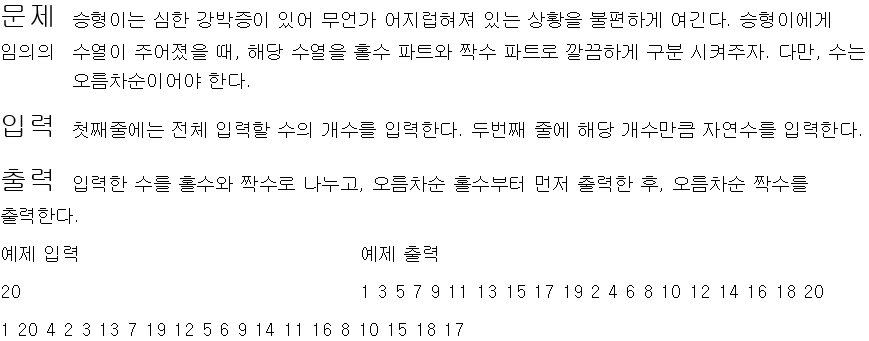 문제 승형이는 심한 강박증이 있어 무언가 어지럽혀져 있는 상황을 불편하게 여긴다. 승형이에게
임의의 수열이 주어졌을 때, 해당 수열을 홀수 파트와 짝수 파트로 깔끔하게 구분 시켜주자. 다만, 수는
오름차순이어야 한다.
입력 첫째줄에는 전체 입력할 수의 개수를 입력한다. 두번째 줄에 해당 개수만큼 자연수를 입력한다.
출력 입력한 수를 홀수와 짝수로 나누고, 오름차순 홀수부터 먼저 출력한 후, 오름차순 짝수를
출력한다.
예제 입력 예제 출력
20 1 3 5 7 9 11 13 15 17 19 2 4 6 8 10 12 14 16 18 20
1 20 4 2 3 13 7 19 12 5 6 9 14 11 16 8 10 15 18 17